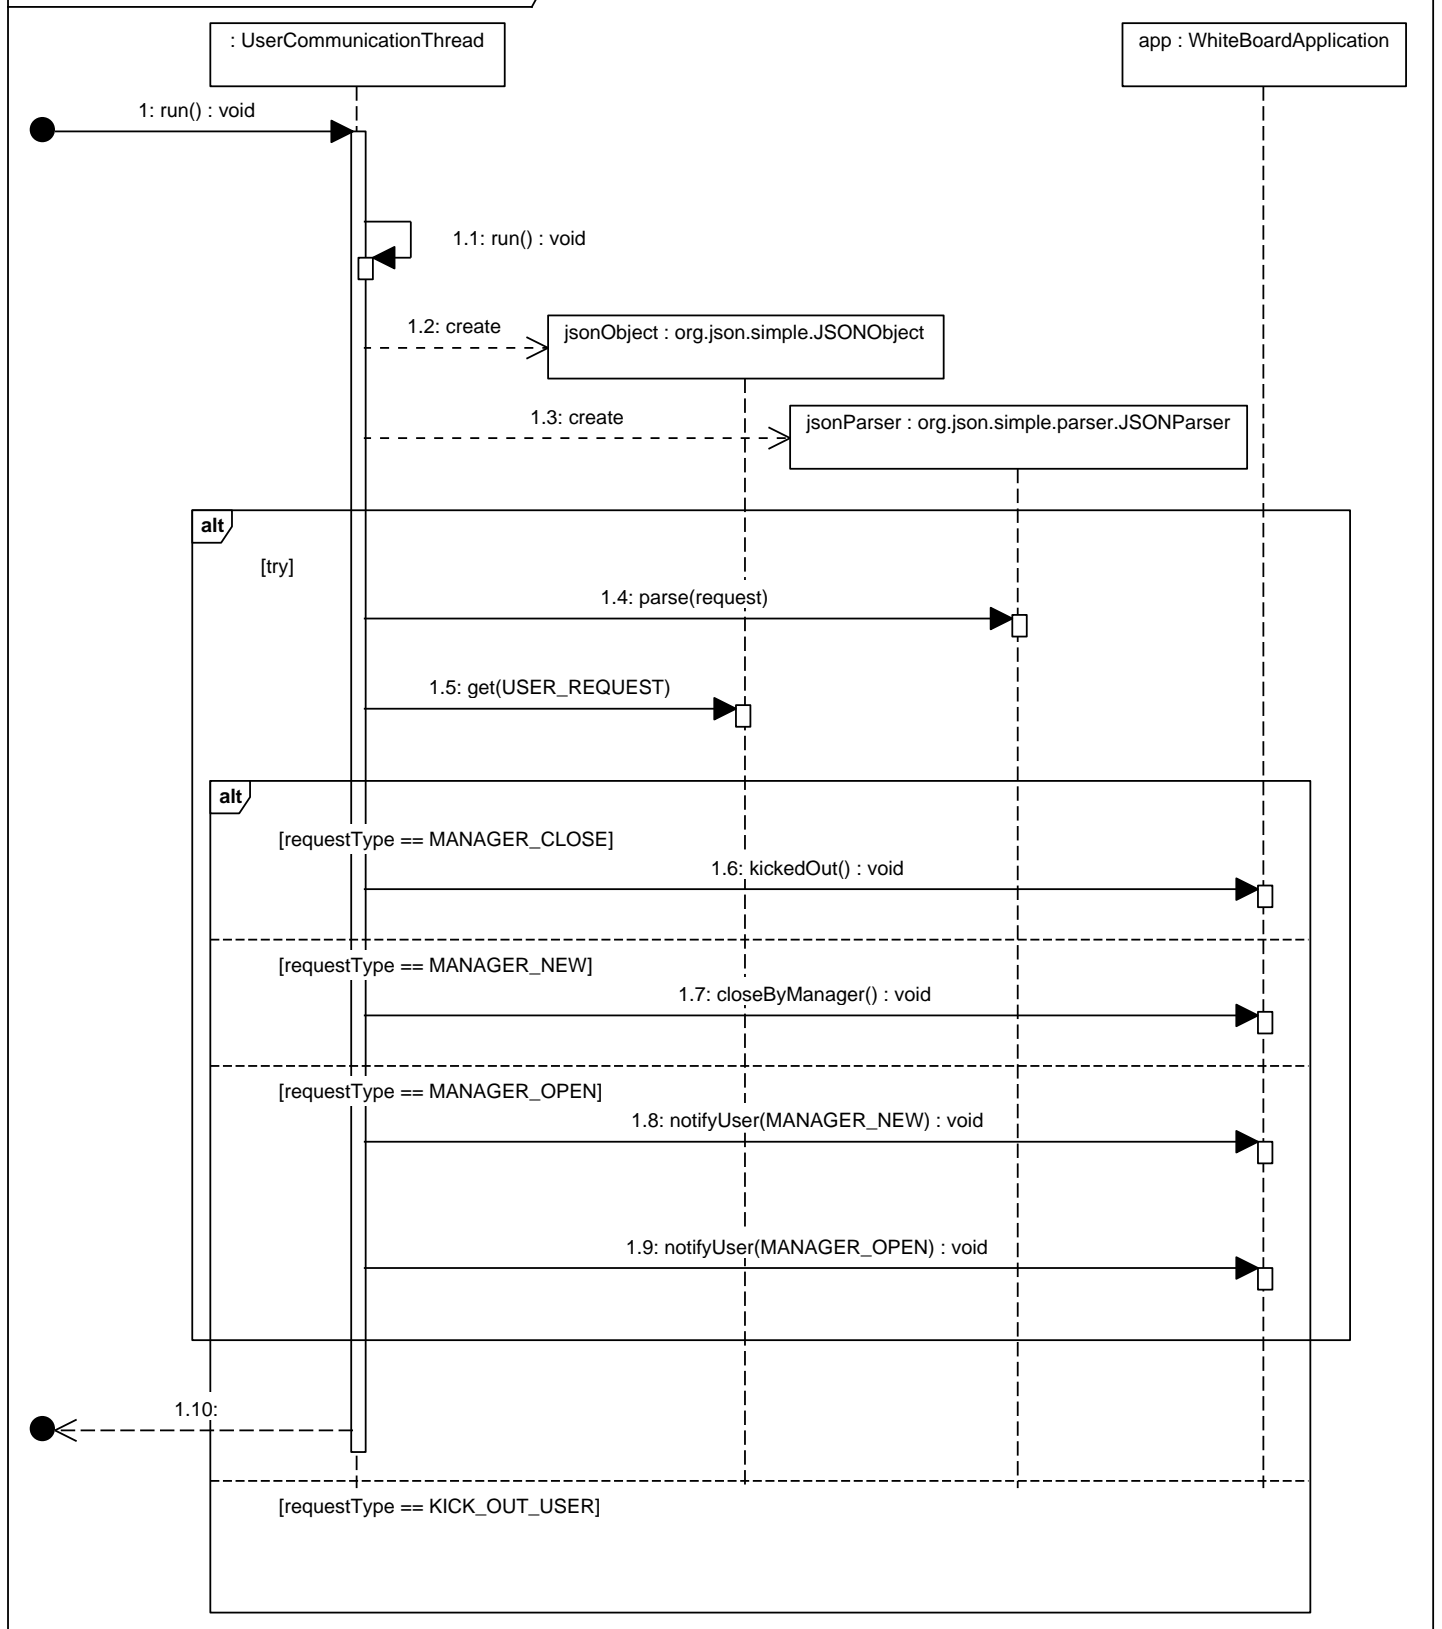 : UserCommunicationThread
app : WhiteBoardApplication
1: run() : void
1.1: run() : void
1.2: create
jsonObject : org.json.simple.JSONObject
1.3: create
jsonParser : org.json.simple.parser.JSONParser
alt
[try]
1.4: parse(request)
1.5: get(USER_REQUEST)
alt
[requestType == MANAGER_CLOSE]
1.6: kickedOut() : void
[requestType == MANAGER_NEW]
1.7: closeByManager() : void
[requestType == MANAGER_OPEN]
1.8: notifyUser(MANAGER_NEW) : void
1.9: notifyUser(MANAGER_OPEN) : void
1.10:
[requestType == KICK_OUT_USER]